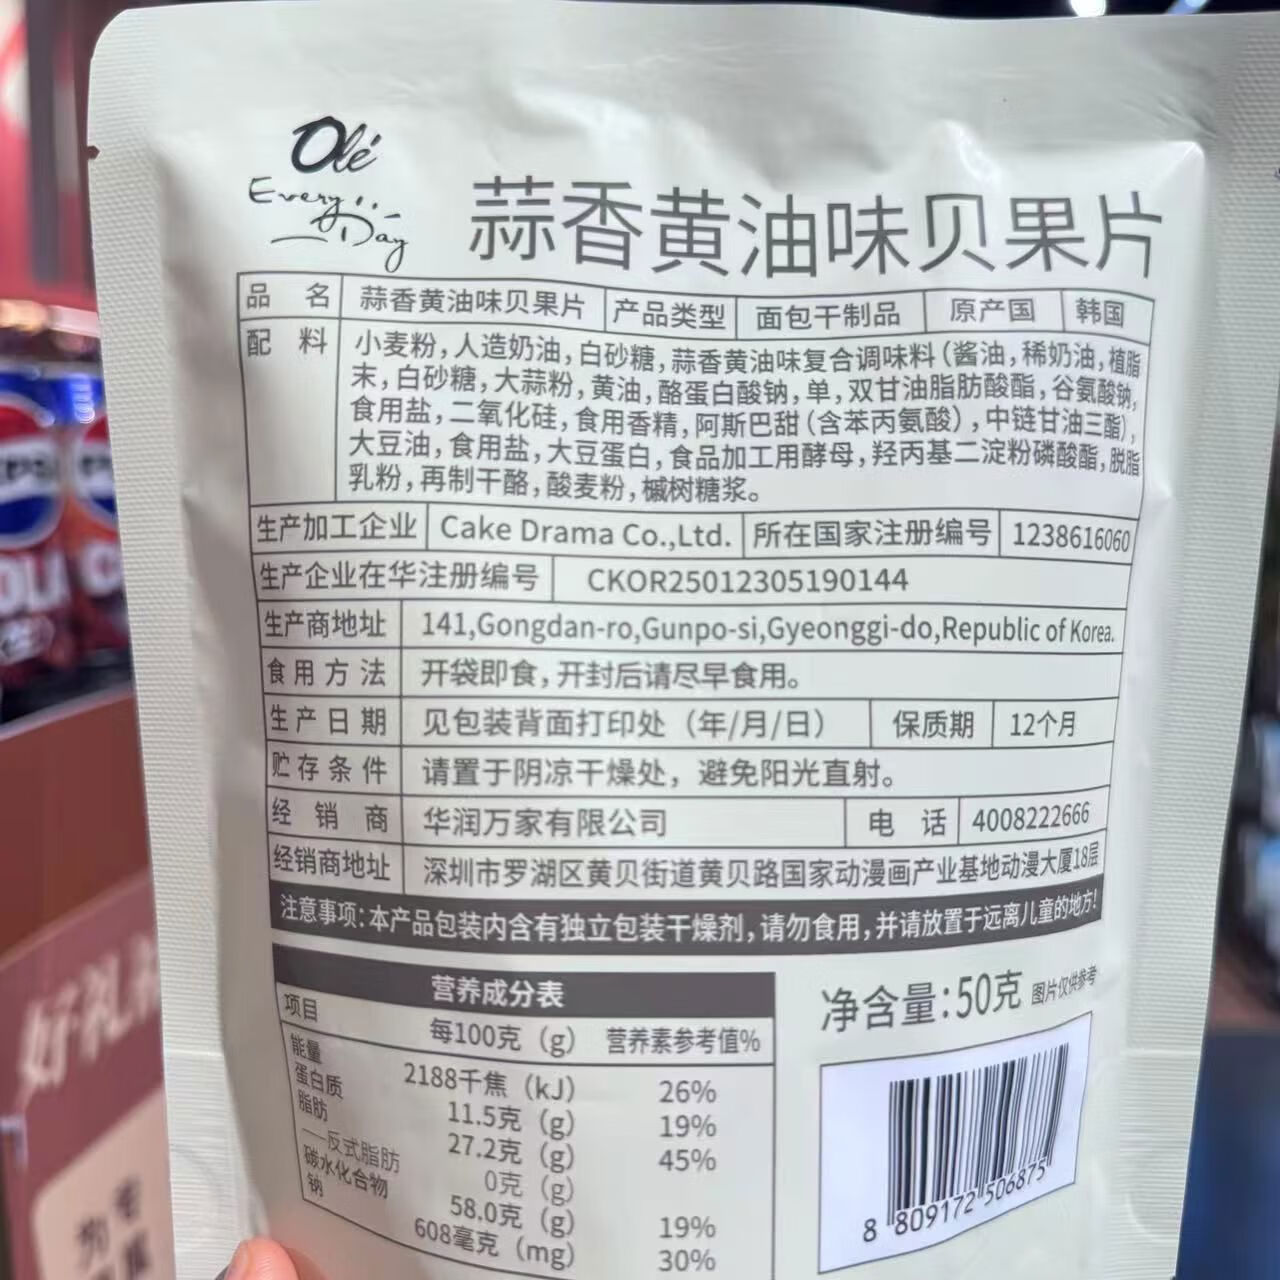 Olé
Every
Day
蒜香黄油味贝果片
品 名 蒜香黄油味贝果片 产品类型 面包干制品 原产国 韩国
配 料 小麦粉,人造奶油,白砂糖,蒜香黄油味复合调味料(酱油,稀奶油,植脂
末,白砂糖,大蒜粉,黄油,酪蛋白酸钠,单,双甘油脂肪酸酯,谷氨酸钠,
食用盐,二氧化硅,食用香精,阿斯巴甜(含苯丙氨酸),中链甘油三酯),
大豆油,食用盐,大豆蛋白,食品加工用酵母,羟丙基二淀粉磷酸酯,脱脂
乳粉,再制干酪,酸麦粉,槭树糖浆。
生产加工企业 Cake Drama Co.,Ltd. 所在国家注册编号 1238616060
生产企业在华注册编号 CKOR25012305190144
生产商地址 141,Gongdan-ro,Gunpo-si,Gyeonggi-do,Republic of Korea.
食用方法 开袋即食,开封后请尽早食用。
生产日期 见包装背面打印处(年/月/日) 保质期 12个月
贮存条件 请置于阴凉干燥处,避免阳光直射。
经 销 商 华润万家有限公司 电 话 4008222666
经销商地址 深圳市罗湖区黄贝街道黄贝路国家动漫画产业基地动漫大厦18层
注意事项:本产品包装内含有独立包装干燥剂,请勿食用,并请放置于远离儿童的地方!
营养成分表
项目 每100克(g) 营养素参考值%
能量 2188千焦(kJ) 26%
蛋白质 11.5克(g) 19%
脂肪 27.2克(g) 45%
——反式脂肪 0克(g)
碳水化合物 58.0克(g) 19%
钠 608毫克(mg) 30%
净含量:50克 图片仅供参考
8 809172 506875
好礼